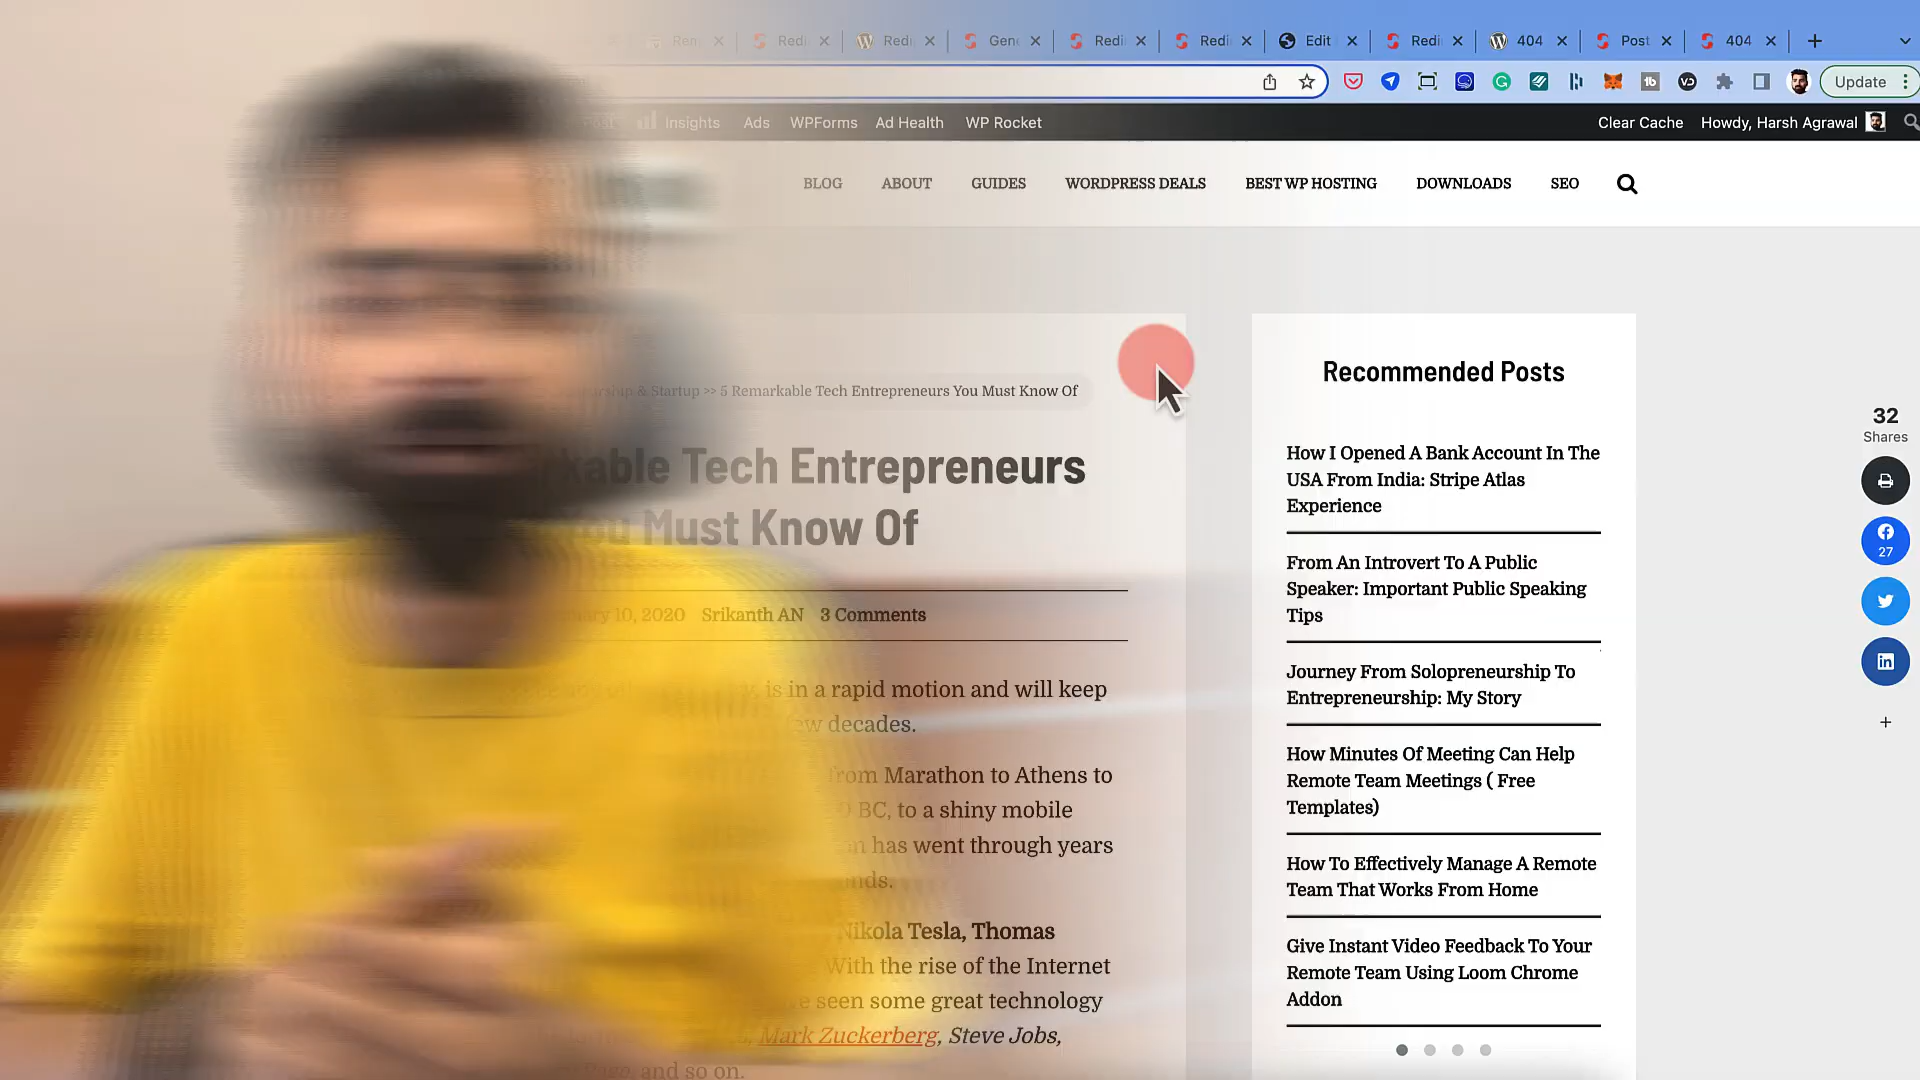 Rem Redi Redi Gene Redi Redi Edit Redi 404 Post 404
Update
Post Insights Ads WPForms Ad Health WP Rocket Clear Cache Howdy, Harsh Agrawal
BLOG ABOUT GUIDES WORDPRESS DEALS BEST WP HOSTING DOWNLOADS SEO
& Startup >> 5 Remarkable Tech Entrepreneurs You Must Know Of
Tech Entrepreneurs
You Must Know Of
10, 2020 Srikanth AN 3 Comments
is in a rapid motion and will keep
decades.
from Marathon to Athens to
BC, to a shiny mobile
has went through years
Nikola Tesla, Thomas
With the rise of the Internet
seen some great technology
Mark Zuckerberg, Steve Jobs,
Page, and so on.
Recommended Posts
How I Opened A Bank Account In The
USA From India: Stripe Atlas
Experience
From An Introvert To A Public
Speaker: Important Public Speaking
Tips
Journey From Solopreneurship To
Entrepreneurship: My Story
How Minutes Of Meeting Can Help
Remote Team Meetings ( Free
Templates)
How To Effectively Manage A Remote
Team That Works From Home
Give Instant Video Feedback To Your
Remote Team Using Loom Chrome
Addon
32
Shares
27